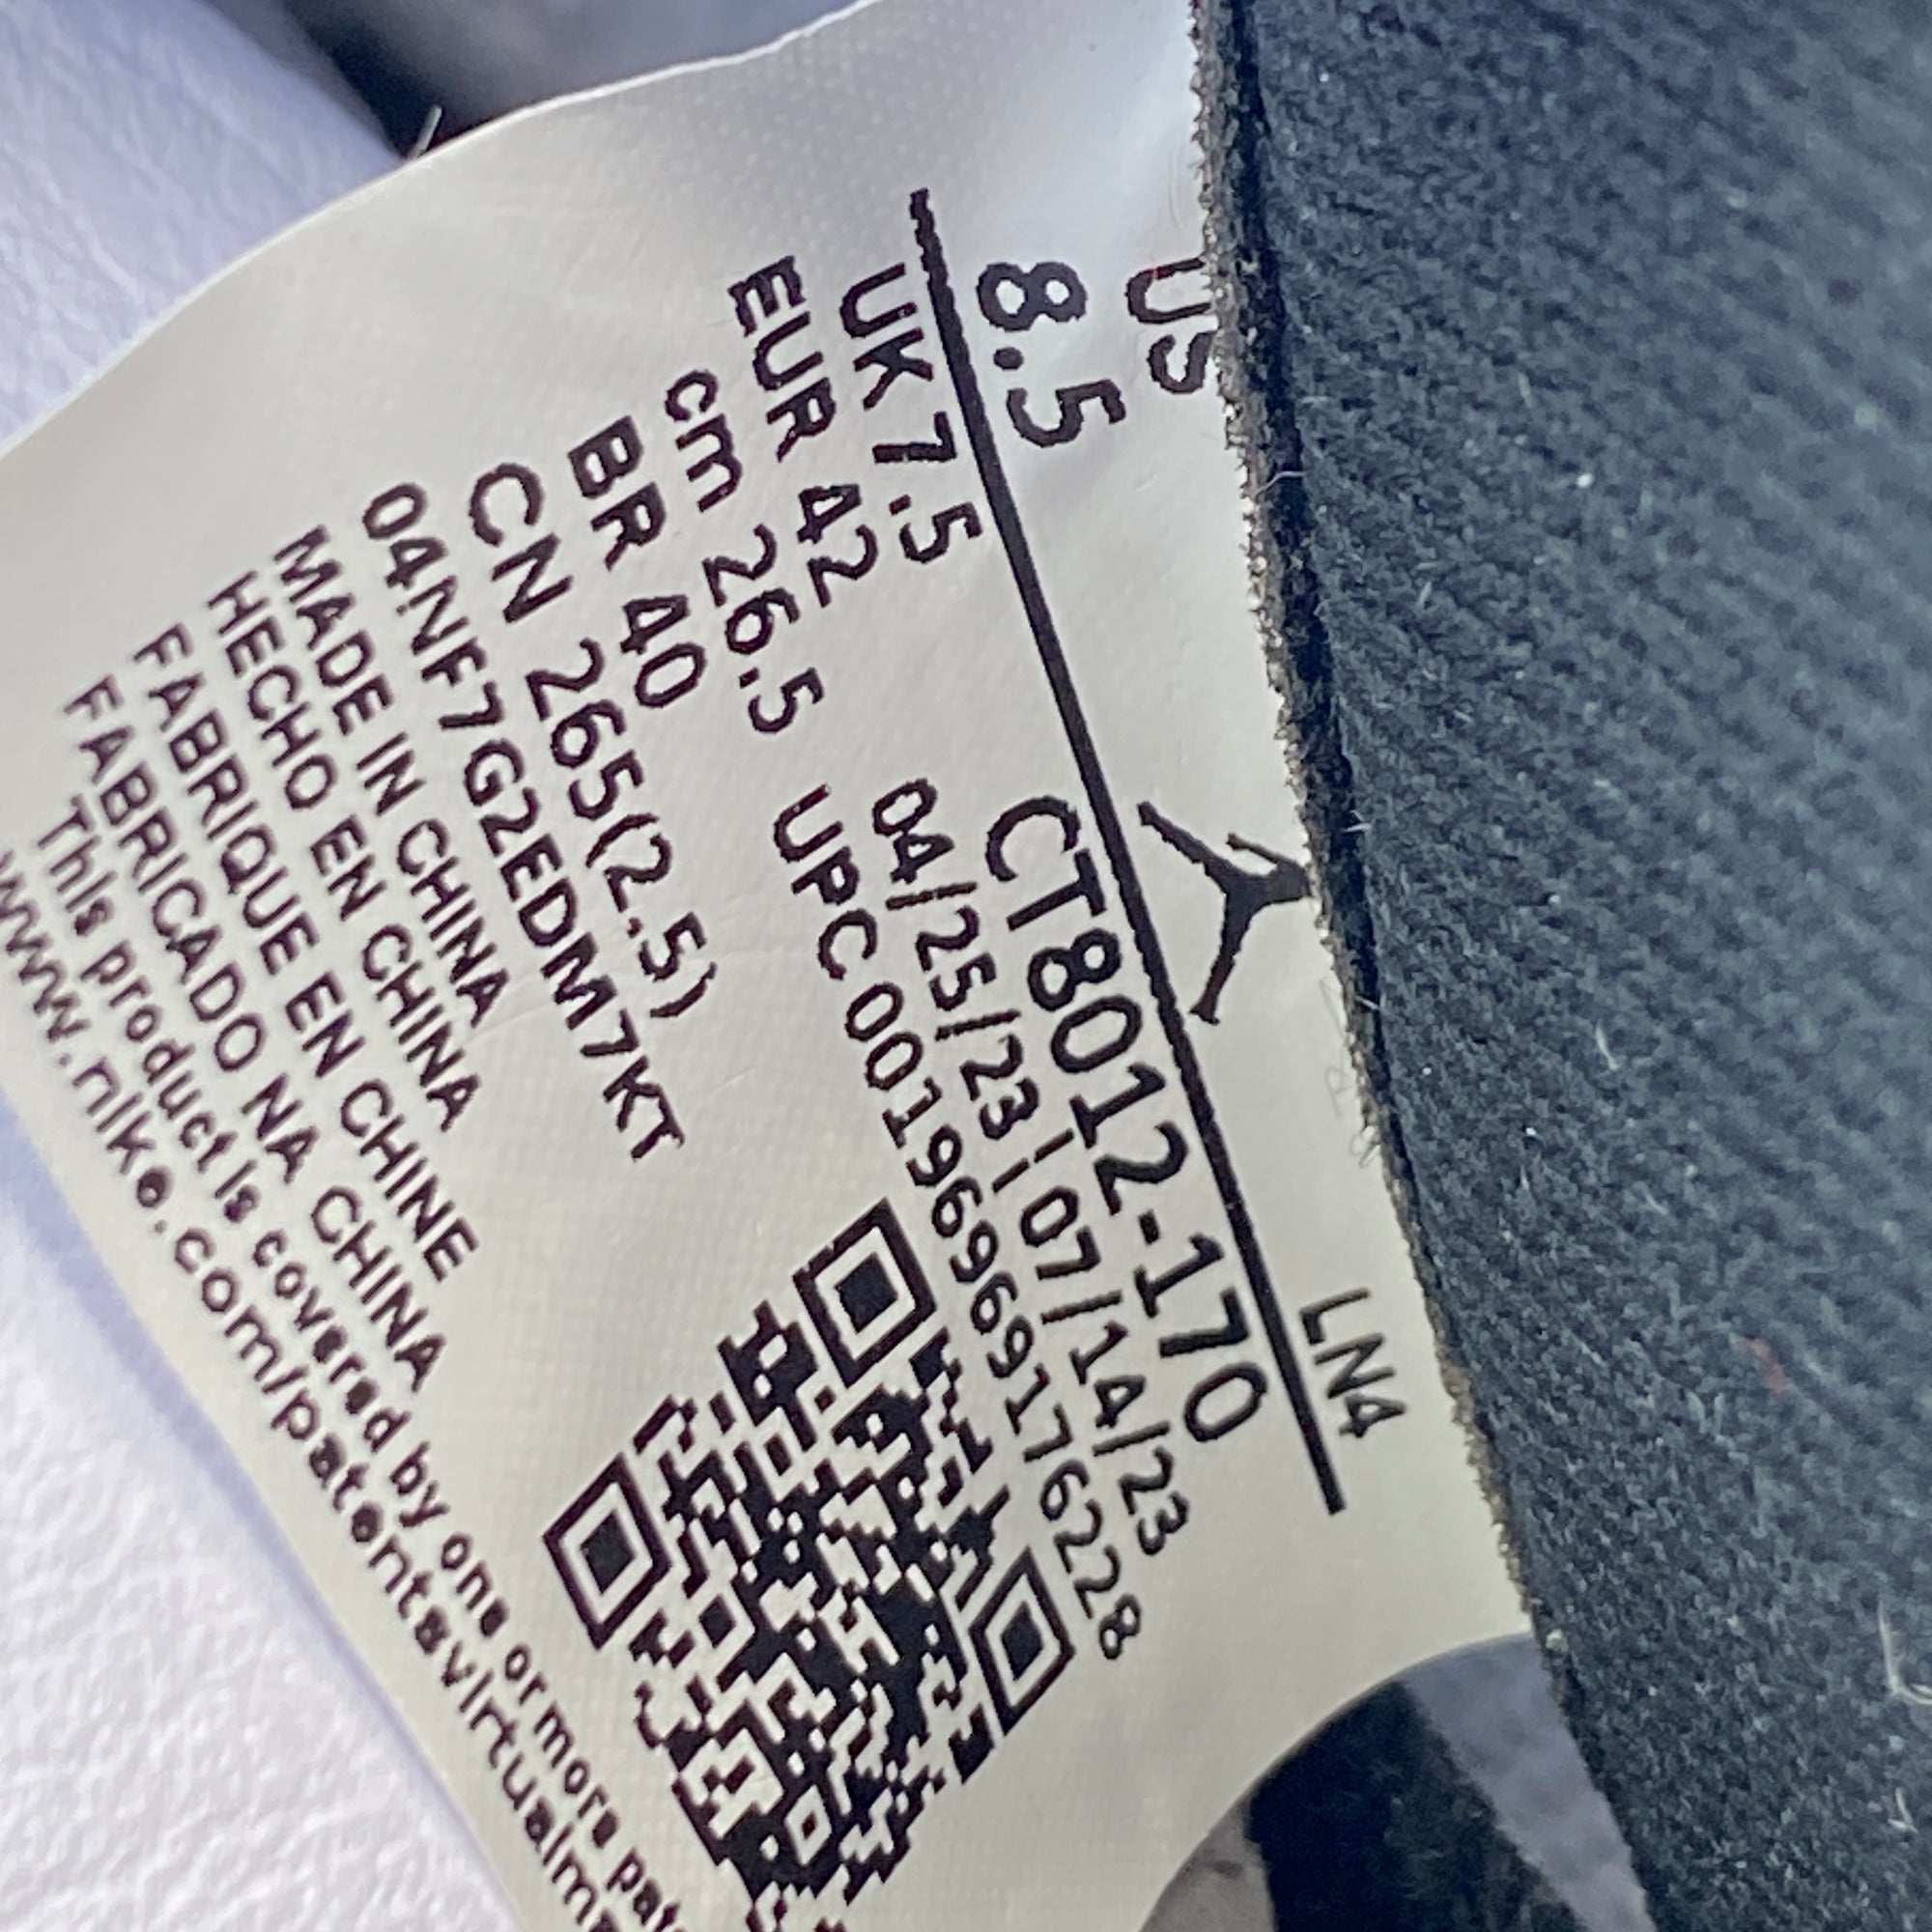 US
8.5
LN4
UK 7.5
EUR 42
cm 26.5
BR 40
CN 265(2.5)
CT8012-170
04/25/23 07/14/23
UPC 00196969176228
04NF7G2EDM7KT
MADE IN CHINA
HECHO EN CHINA
FABRIQUE EN CHINE
FABRICADO NA CHINA
This product is covered by one or more
www.nike.com/patentsvirtual